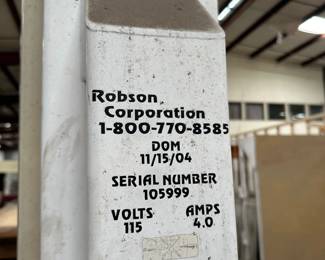 Robson
Corporation
1-800-770-8585
DOM
11/15/04
SERIAL NUMBER
105999
VOLTS AMPS
115 4.0